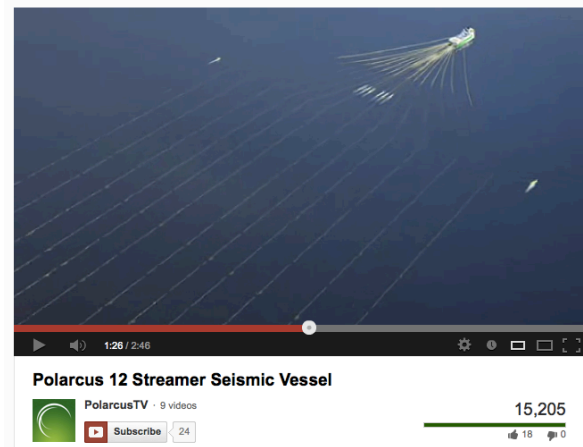 1:26 / 2:46
Polarcus 12 Streamer Seismic Vessel
PolarcusTV · 9 videos
Subscribe 24
15,205
18 0